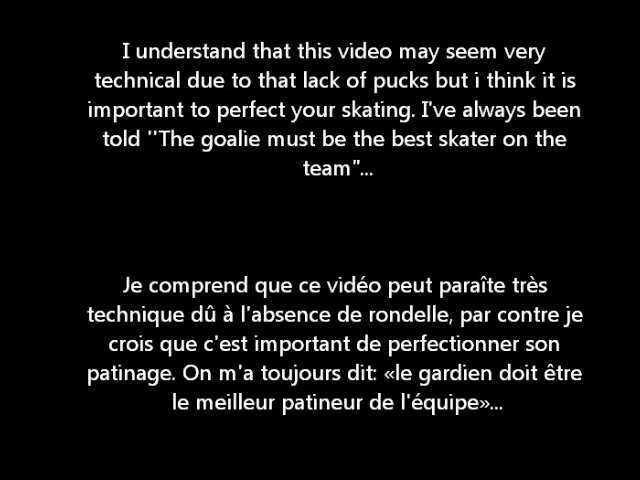 I understand that this video may seem very
technical due to that lack of pucks but i think it is
important to perfect your skating. I've always been
told ''The goalie must be the best skater on the
team"...
Je comprend que ce vidéo peut paraîte très
technique dû à l'absence de rondelle, par contre je
crois que c'est important de perfectionner son
patinage. On m'a toujours dit: «le gardien doit être
le meilleur patineur de l'équipe»...